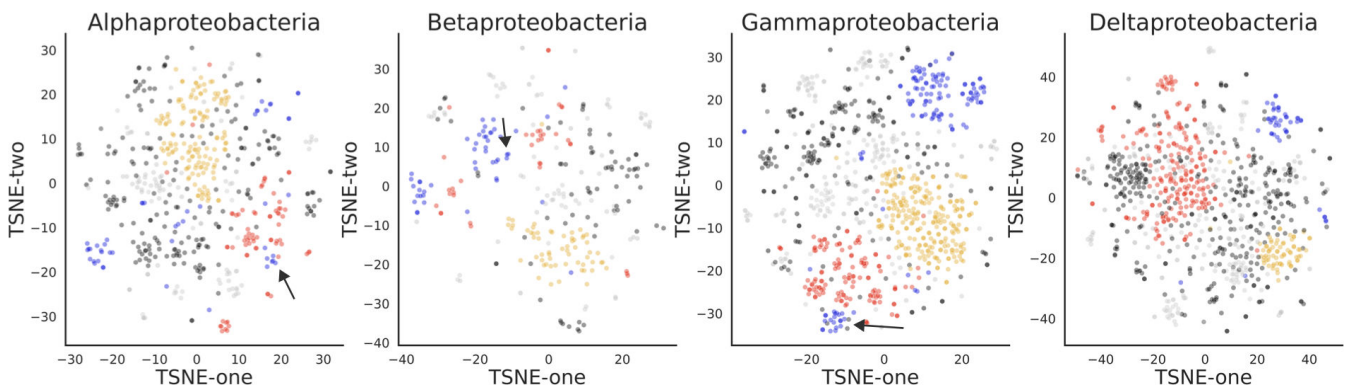 Alphaproteobacteria
Betaproteobacteria
Gammaproteobacteria
Deltaproteobacteria
TSNE-two
30
20
10
0
−10
−20
−30
−30 −20 −10 0 10 20 30
TSNE-one
TSNE-two
30
20
10
0
−10
−20
−30
−40
−40 −20 0 20
TSNE-one
TSNE-two
30
20
10
0
−10
−20
−30
−20 0 20
TSNE-one
TSNE-two
40
20
0
−20
−40
−40 −20 0 20 40
TSNE-one